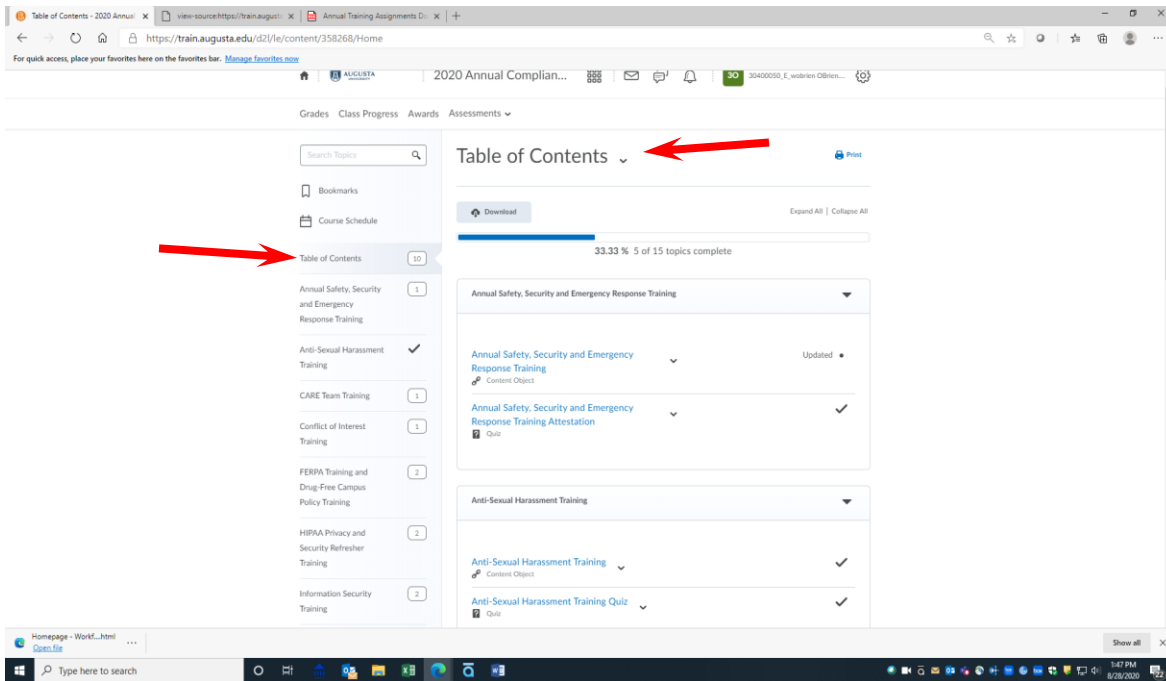 Table of Contents - 2020 Annual
view-source:https://train.august
Annual Training Assignments Do
https://train.augusta.edu/d2l/le/content/358268/Home
For quick access, place your favorites here on the favorites bar. Manage favorites now
AUGUSTA
UNIVERSITY
2020 Annual Complian...
30
30400050_E_wobrien OBrien...
Grades Class Progress Awards Assessments
Search Topics
Bookmarks
Course Schedule
Table of Contents 10
Annual Safety, Security 1
and Emergency
Response Training
Anti-Sexual Harassment
Training
CARE Team Training 1
Conflict of Interest 1
Training
FERPA Training and 2
Drug-Free Campus
Policy Training
HIPAA Privacy and 2
Security Refresher
Training
Information Security 2
Training
Table of Contents
Print
Download
Expand All | Collapse All
33.33 % 5 of 15 topics complete
Annual Safety, Security and Emergency Response Training
Annual Safety, Security and Emergency
Response Training
Updated
Content Object
Annual Safety, Security and Emergency
Response Training Attestation
Quiz
Anti-Sexual Harassment Training
Anti-Sexual Harassment Training
Content Object
Anti-Sexual Harassment Training Quiz
Quiz
Homepage - Workf....html
Open file
Show all
Type here to search
1:47 PM
8/28/2020